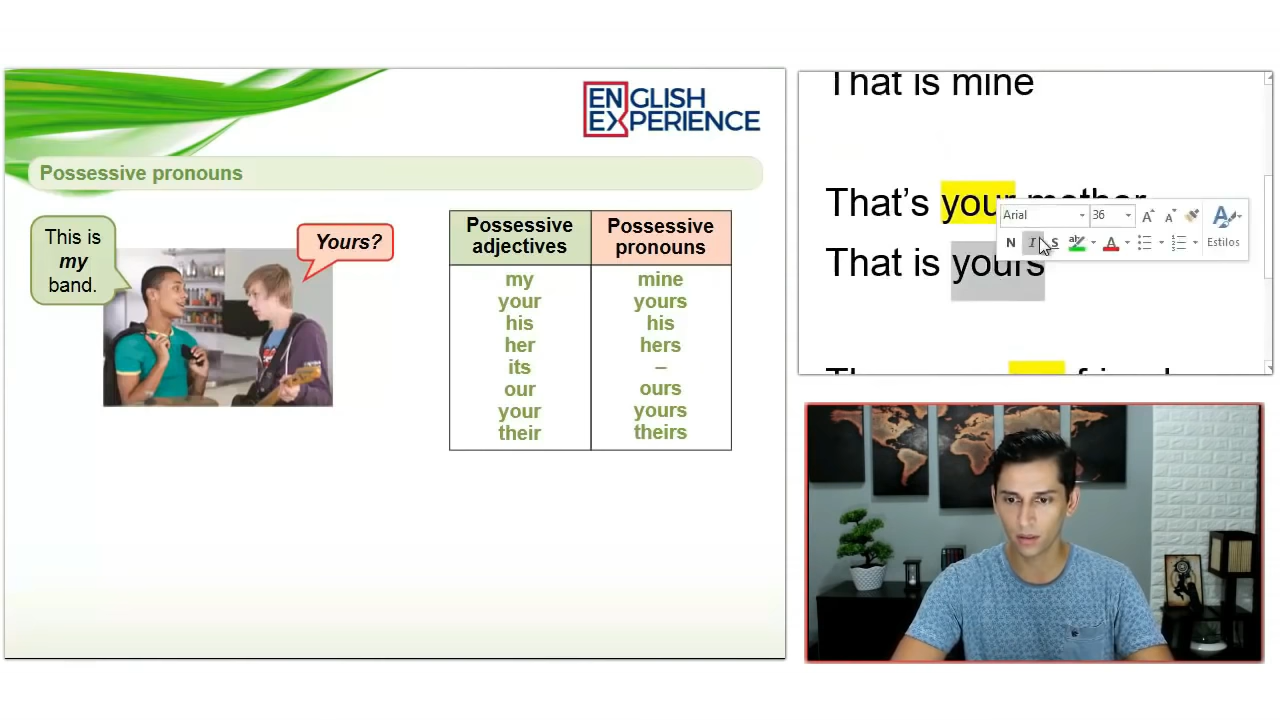 ENGLISH
EXPERIENCE
Possessive pronouns
This is
my
band.
Yours?
Possessive
adjectives
Possessive
pronouns
my mine
your yours
his his
her hers
its –
our ours
your yours
their theirs
That is mine
That's your mother
Arial 36
N I S
Estilos
That is yours